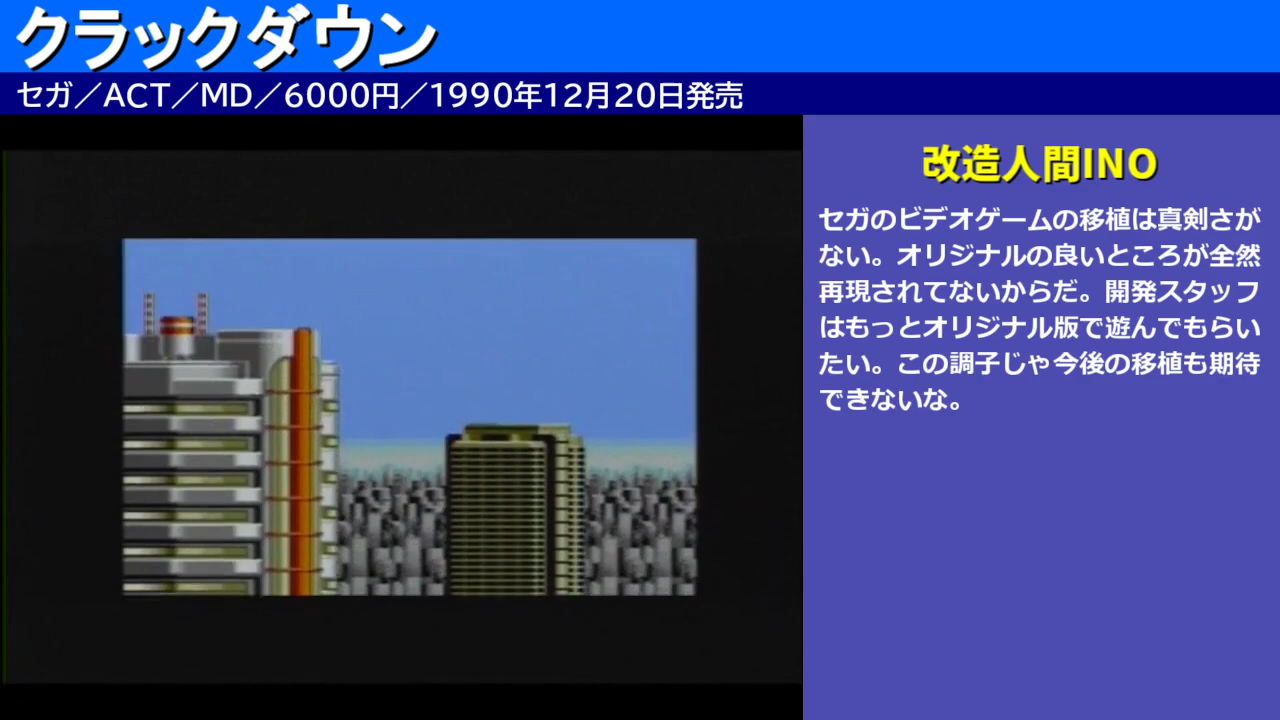 クラックダウン
セガ／ACT／MD／6000円／1990年12月20日発売
改造人間INO
セガのビデオゲームの移植は真剣さが
ない。オリジナルの良いところが全然
再現されてないからだ。開発スタッフ
はもっとオリジナル版で遊んでもらい
たい。この調子じゃ今後の移植も期待
できないな。